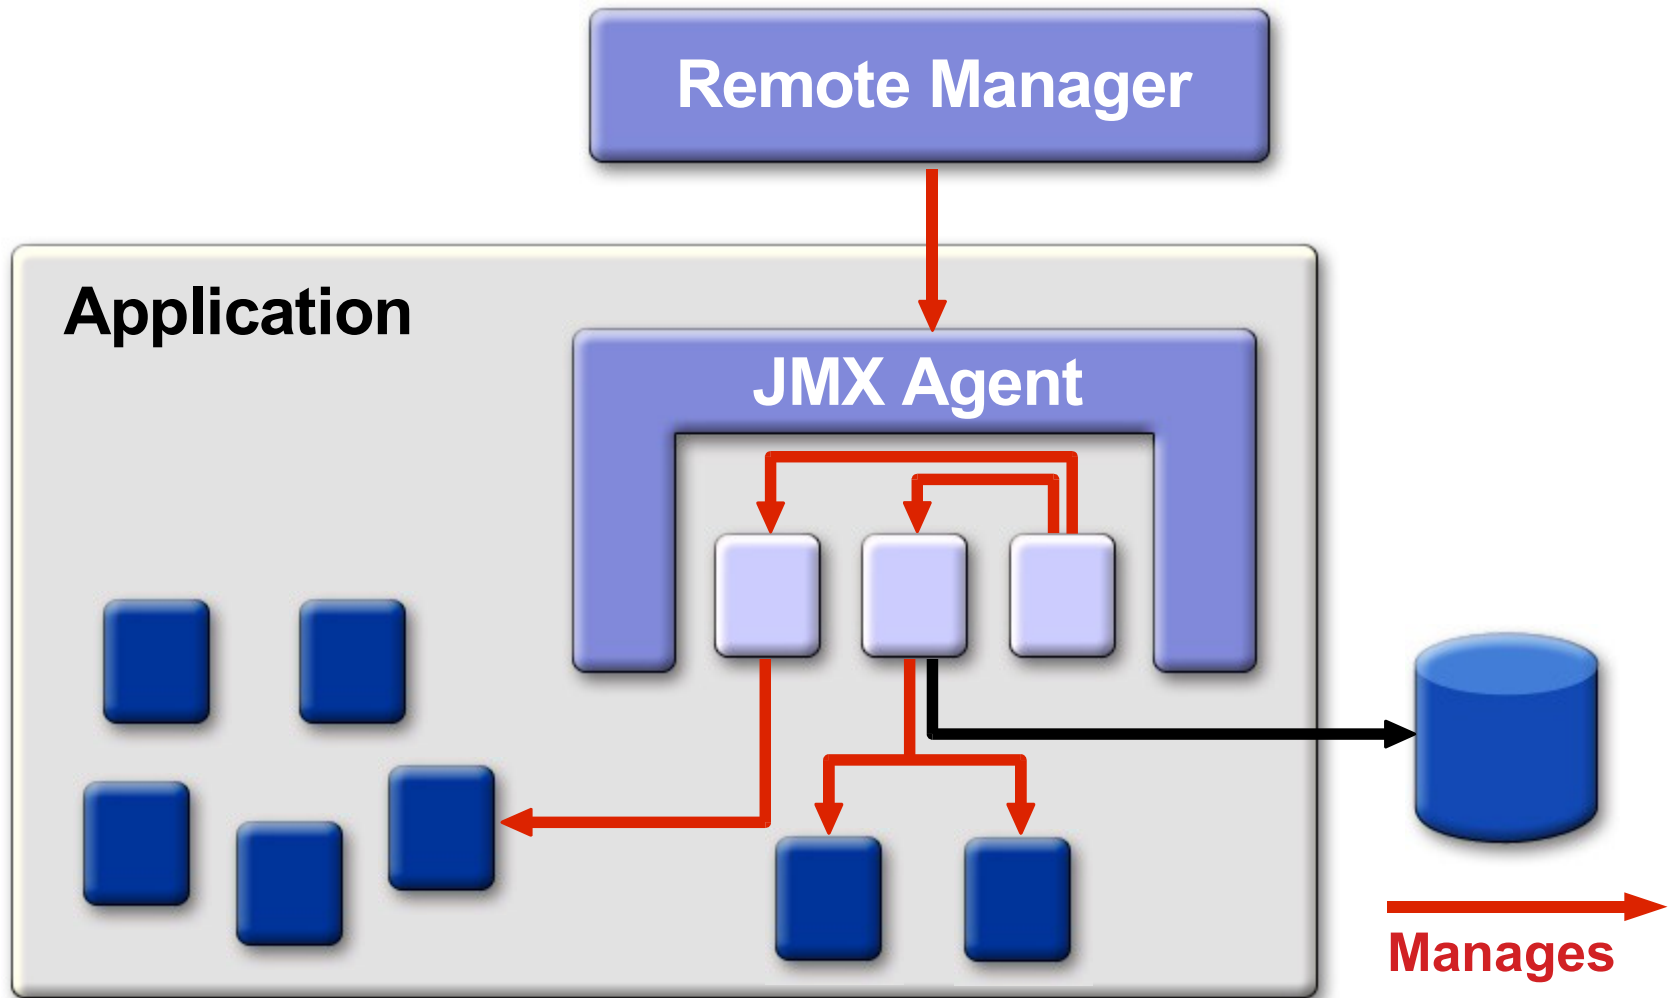 Remote Manager
Application
JMX Agent
Manages